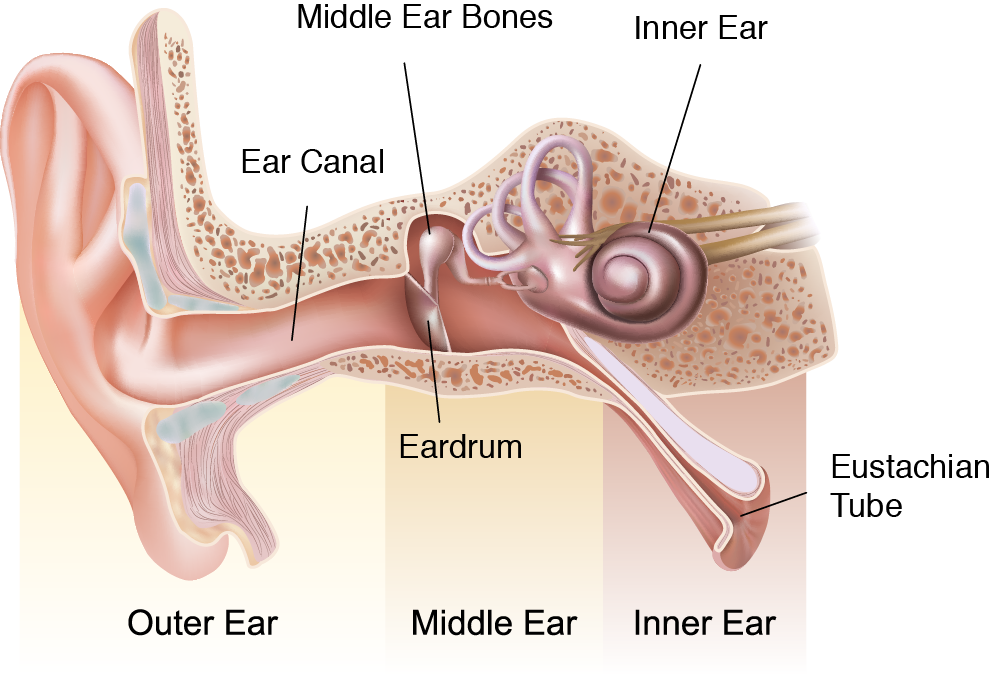 Middle Ear Bones
Inner Ear
Ear Canal
Eardrum
Eustachian
Tube
Outer Ear
Middle Ear
Inner Ear